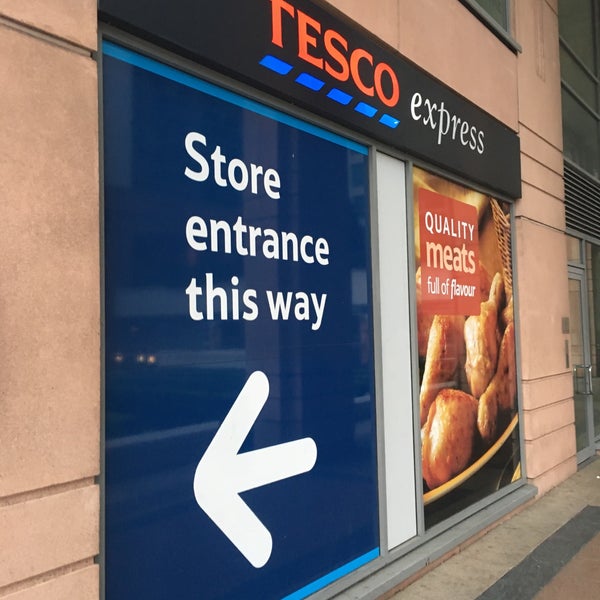 TESCO express
Store
entrance
this way
QUALITY
meats
full of flavour